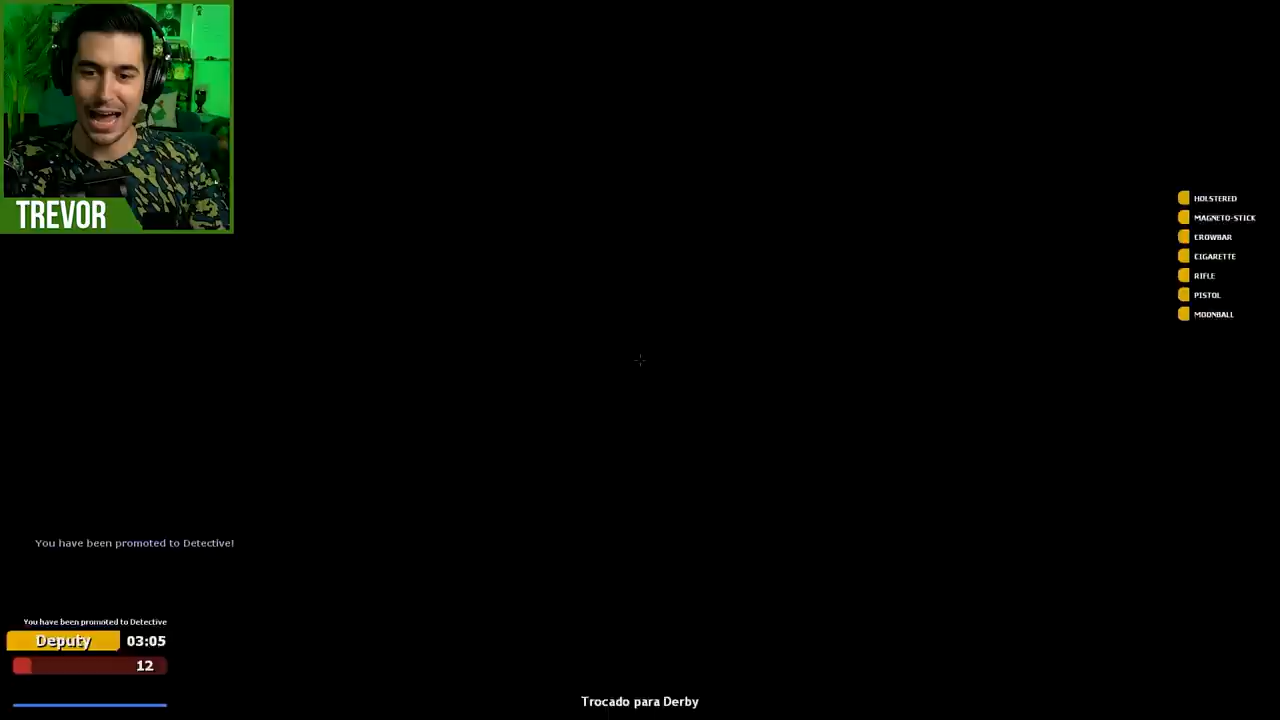 TREVOR
HOLSTERED
MAGNETO-STICK
CROWBAR
CIGARETTE
RIFLE
PISTOL
MOONBALL
You have been promoted to Detective!
You have been promoted to Detective
Deputy 03:05
12
Trocado para Derby